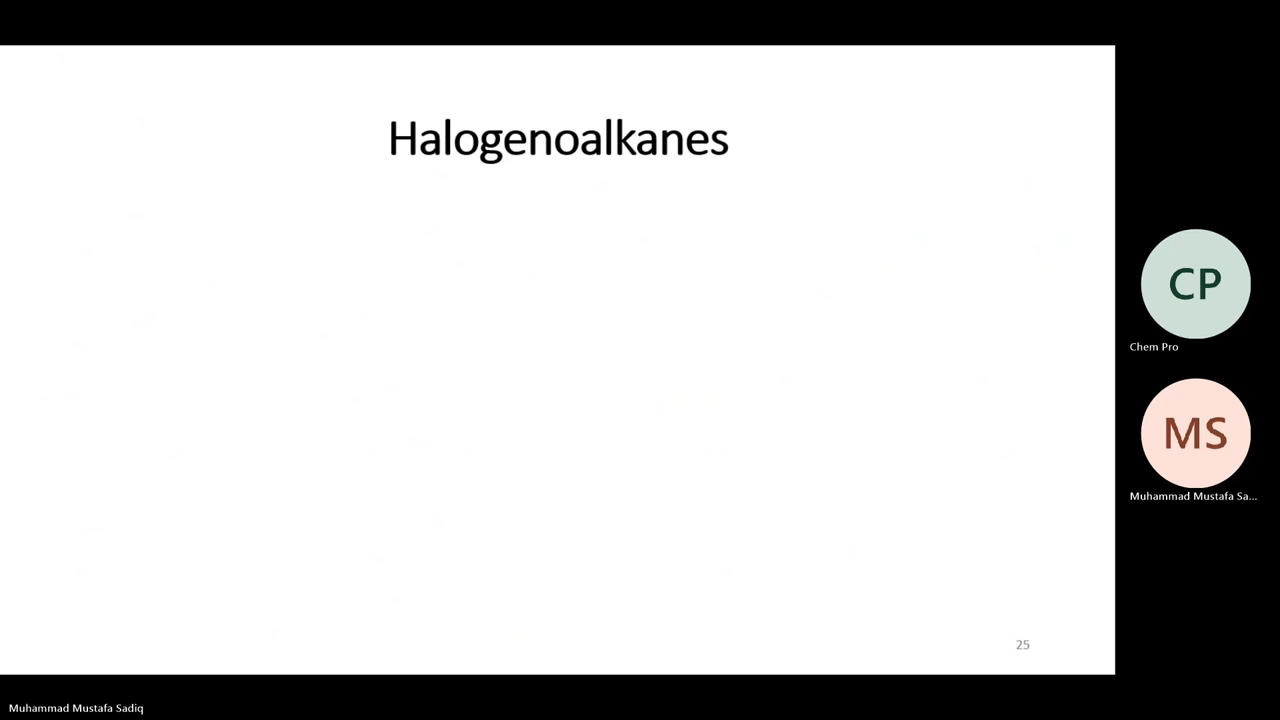 Halogenoalkanes
CP
Chem Pro
MS
Muhammad Mustafa Sa...
25
Muhammad Mustafa Sadiq